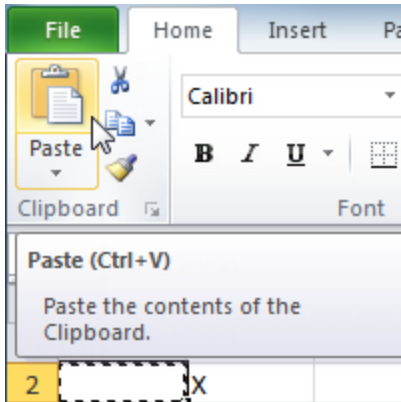 File Home Insert Pa
Calibri
Paste
B I U
Clipboard Font
Paste (Ctrl+V)
Paste the contents of the
Clipboard.
2 X